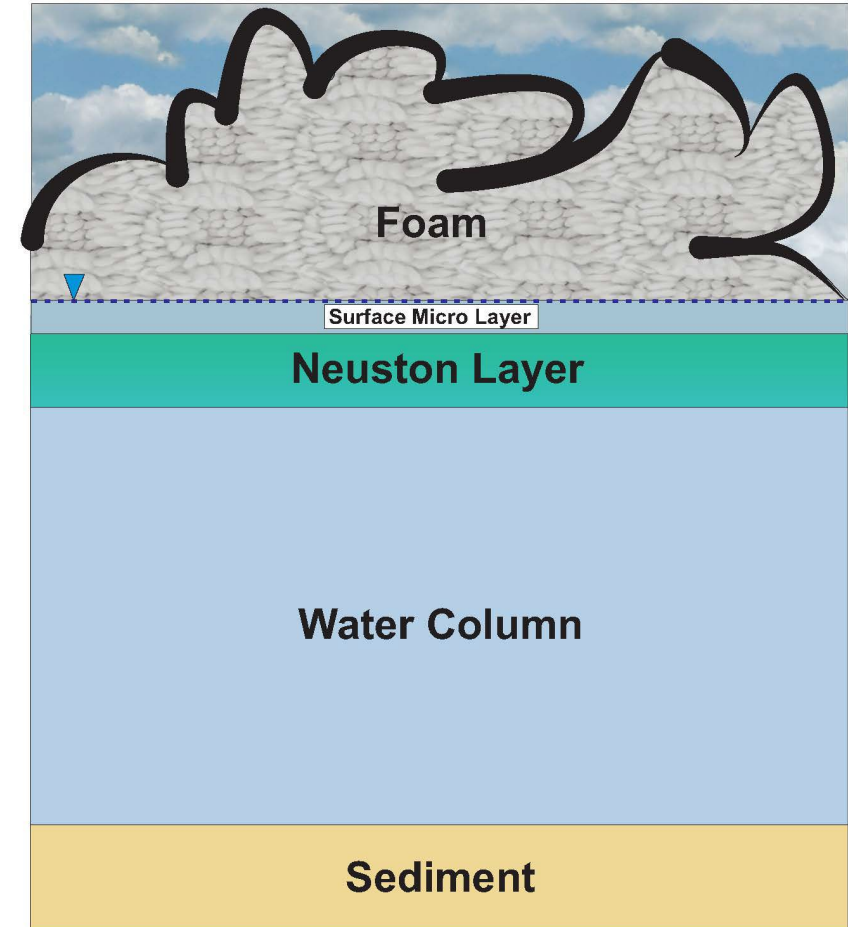 Foam
Surface Micro Layer
Neuston Layer
Water Column
Sediment